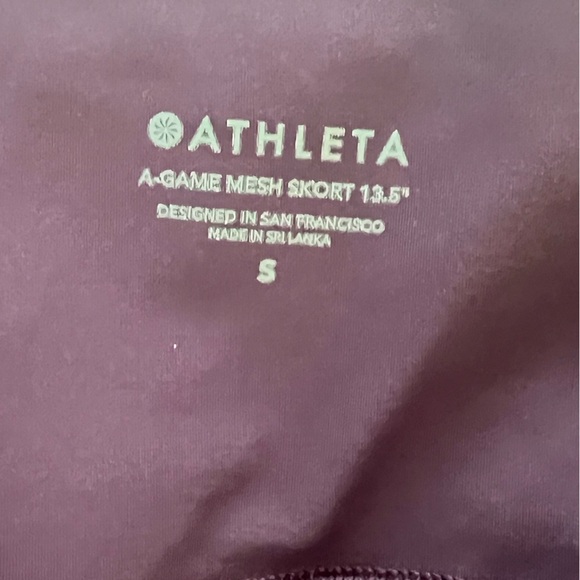 ATHLETA
A-GAME MESH SKORT 13.5"
DESIGNED IN SAN FRANCISCO
MADE IN SRI LANKA
S